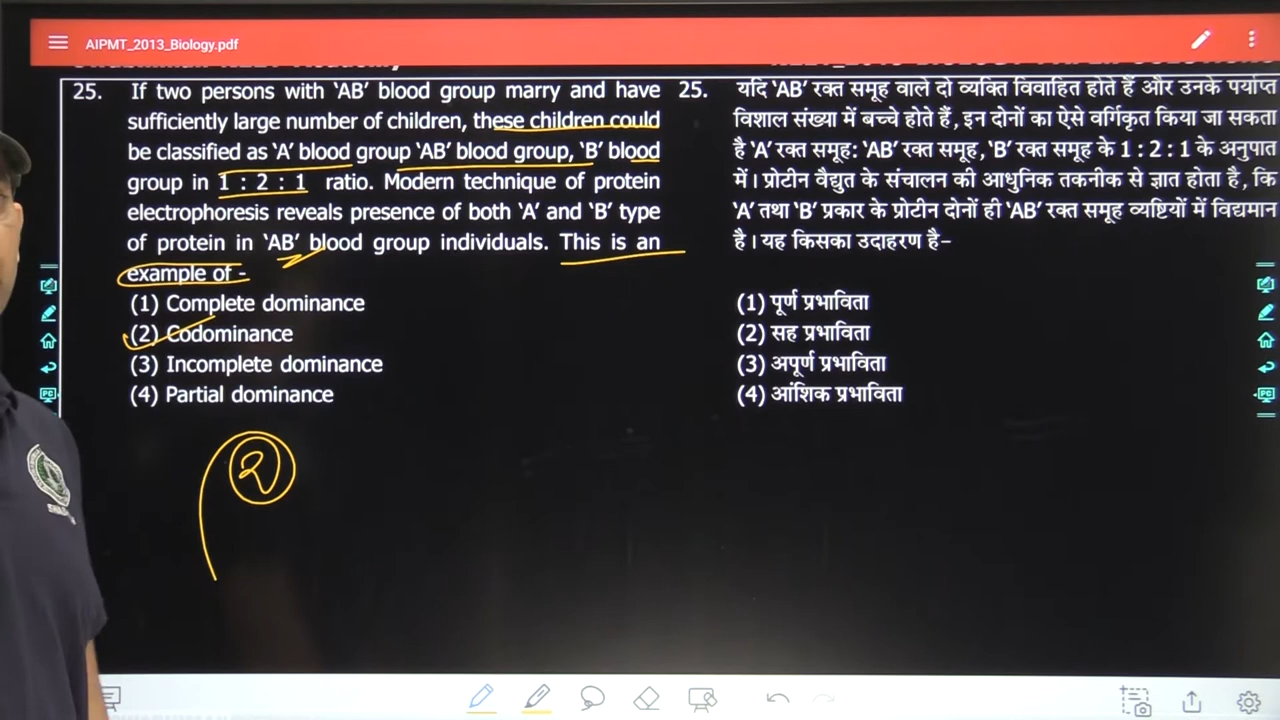 AIPMT_2013_Biology.pdf
25. If two persons with 'AB' blood group marry and have
sufficiently large number of children, these children could
be classified as 'A' blood group 'AB' blood group, 'B' blood
group in 1 : 2 : 1 ratio. Modern technique of protein
electrophoresis reveals presence of both 'A' and 'B' type
of protein in 'AB' blood group individuals. This is an
example of -
(1) Complete dominance
(2) Codominance
(3) Incomplete dominance
(4) Partial dominance
2
25. यदि 'AB' रक्त समूह वाले दो व्यक्ति विवाहित होते हैं और उनके पर्याप्त
विशाल संख्या में बच्चे होते हैं, इन दोनों का ऐसे वर्गिकृत किया जा सकता
है 'A' रक्त समूह: 'AB' रक्त समूह, 'B' रक्त समूह के 1 : 2 : 1 के अनुपात
में। प्रोटीन वैद्युत के संचालन की आधुनिक तकनीक से ज्ञात होता है, कि
'A' तथा 'B' प्रकार के प्रोटीन दोनों ही 'AB' रक्त समूह व्यष्टियों में विद्यमान
है। यह किसका उदाहरण है–
(1) पूर्ण प्रभाविता
(2) सह प्रभाविता
(3) अपूर्ण प्रभाविता
(4) आंशिक प्रभाविता
PC
PC